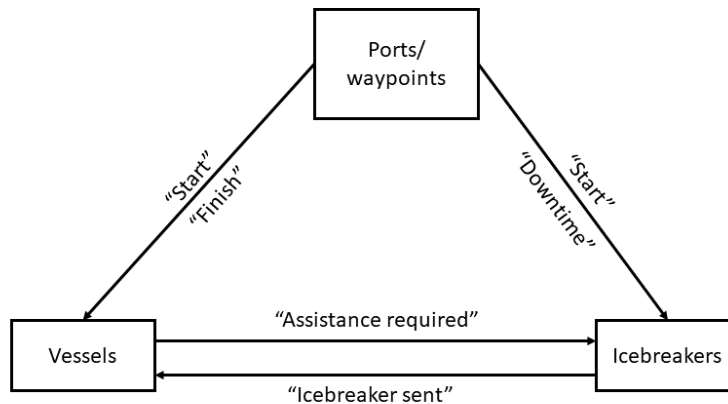 Ports/
waypoints
“Start”
“Finish”
“Start”
“Downtime”
“Assistance required”
Vessels
Icebreakers
“Icebreaker sent”